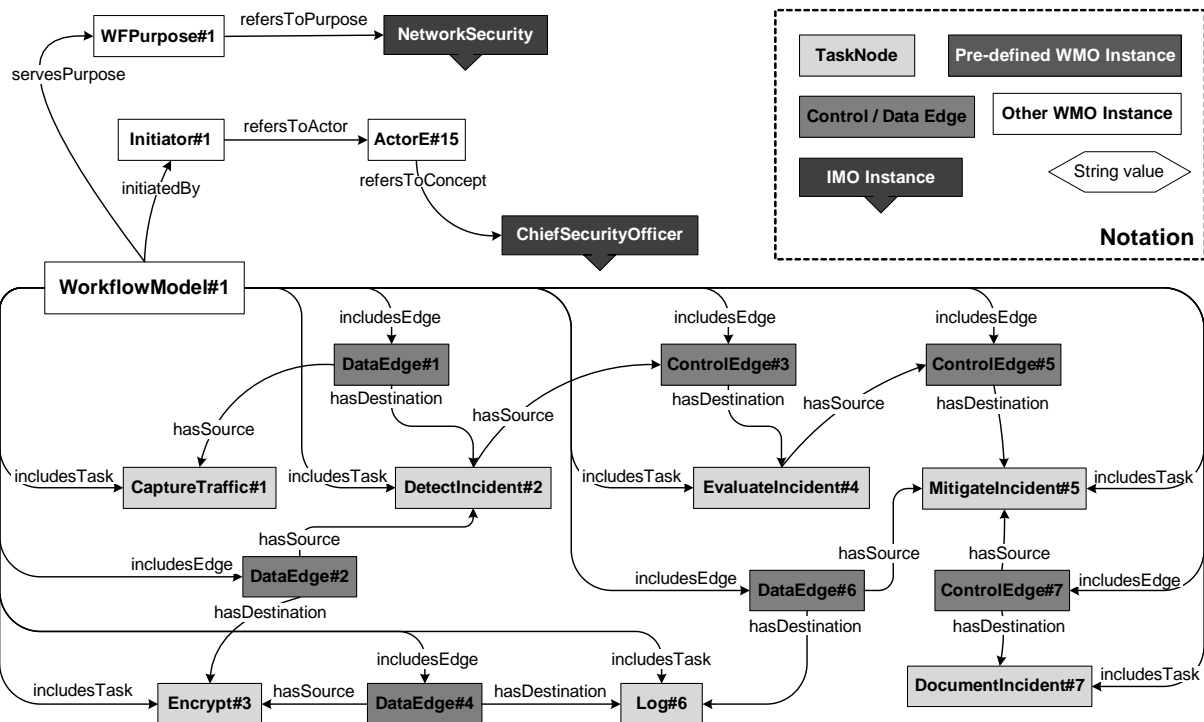 WFPurpose#1
refersToPurpose
NetworkSecurity
servesPurpose
Initiator#1
refersToActor
ActorE#15
initiatedBy
refersToConcept
ChiefSecurityOfficer
TaskNode
Pre-defined WMO Instance
Control / Data Edge
Other WMO Instance
IMO Instance
String value
Notation
WorkflowModel#1
includesEdge
includesEdge
includesEdge
DataEdge#1
ControlEdge#3
ControlEdge#5
hasDestination
hasDestination
hasDestination
hasSource
hasSource
hasSource
includesTask
CaptureTraffic#1
includesTask
DetectIncident#2
includesTask
EvaluateIncident#4
MitigateIncident#5
includesTask
hasSource
hasSource
hasSource
includesEdge
DataEdge#2
includesEdge
DataEdge#6
ControlEdge#7
includesEdge
hasDestination
hasDestination
hasDestination
includesEdge
includesTask
includesTask
Encrypt#3
hasSource
DataEdge#4
hasDestination
Log#6
DocumentIncident#7
includesTask